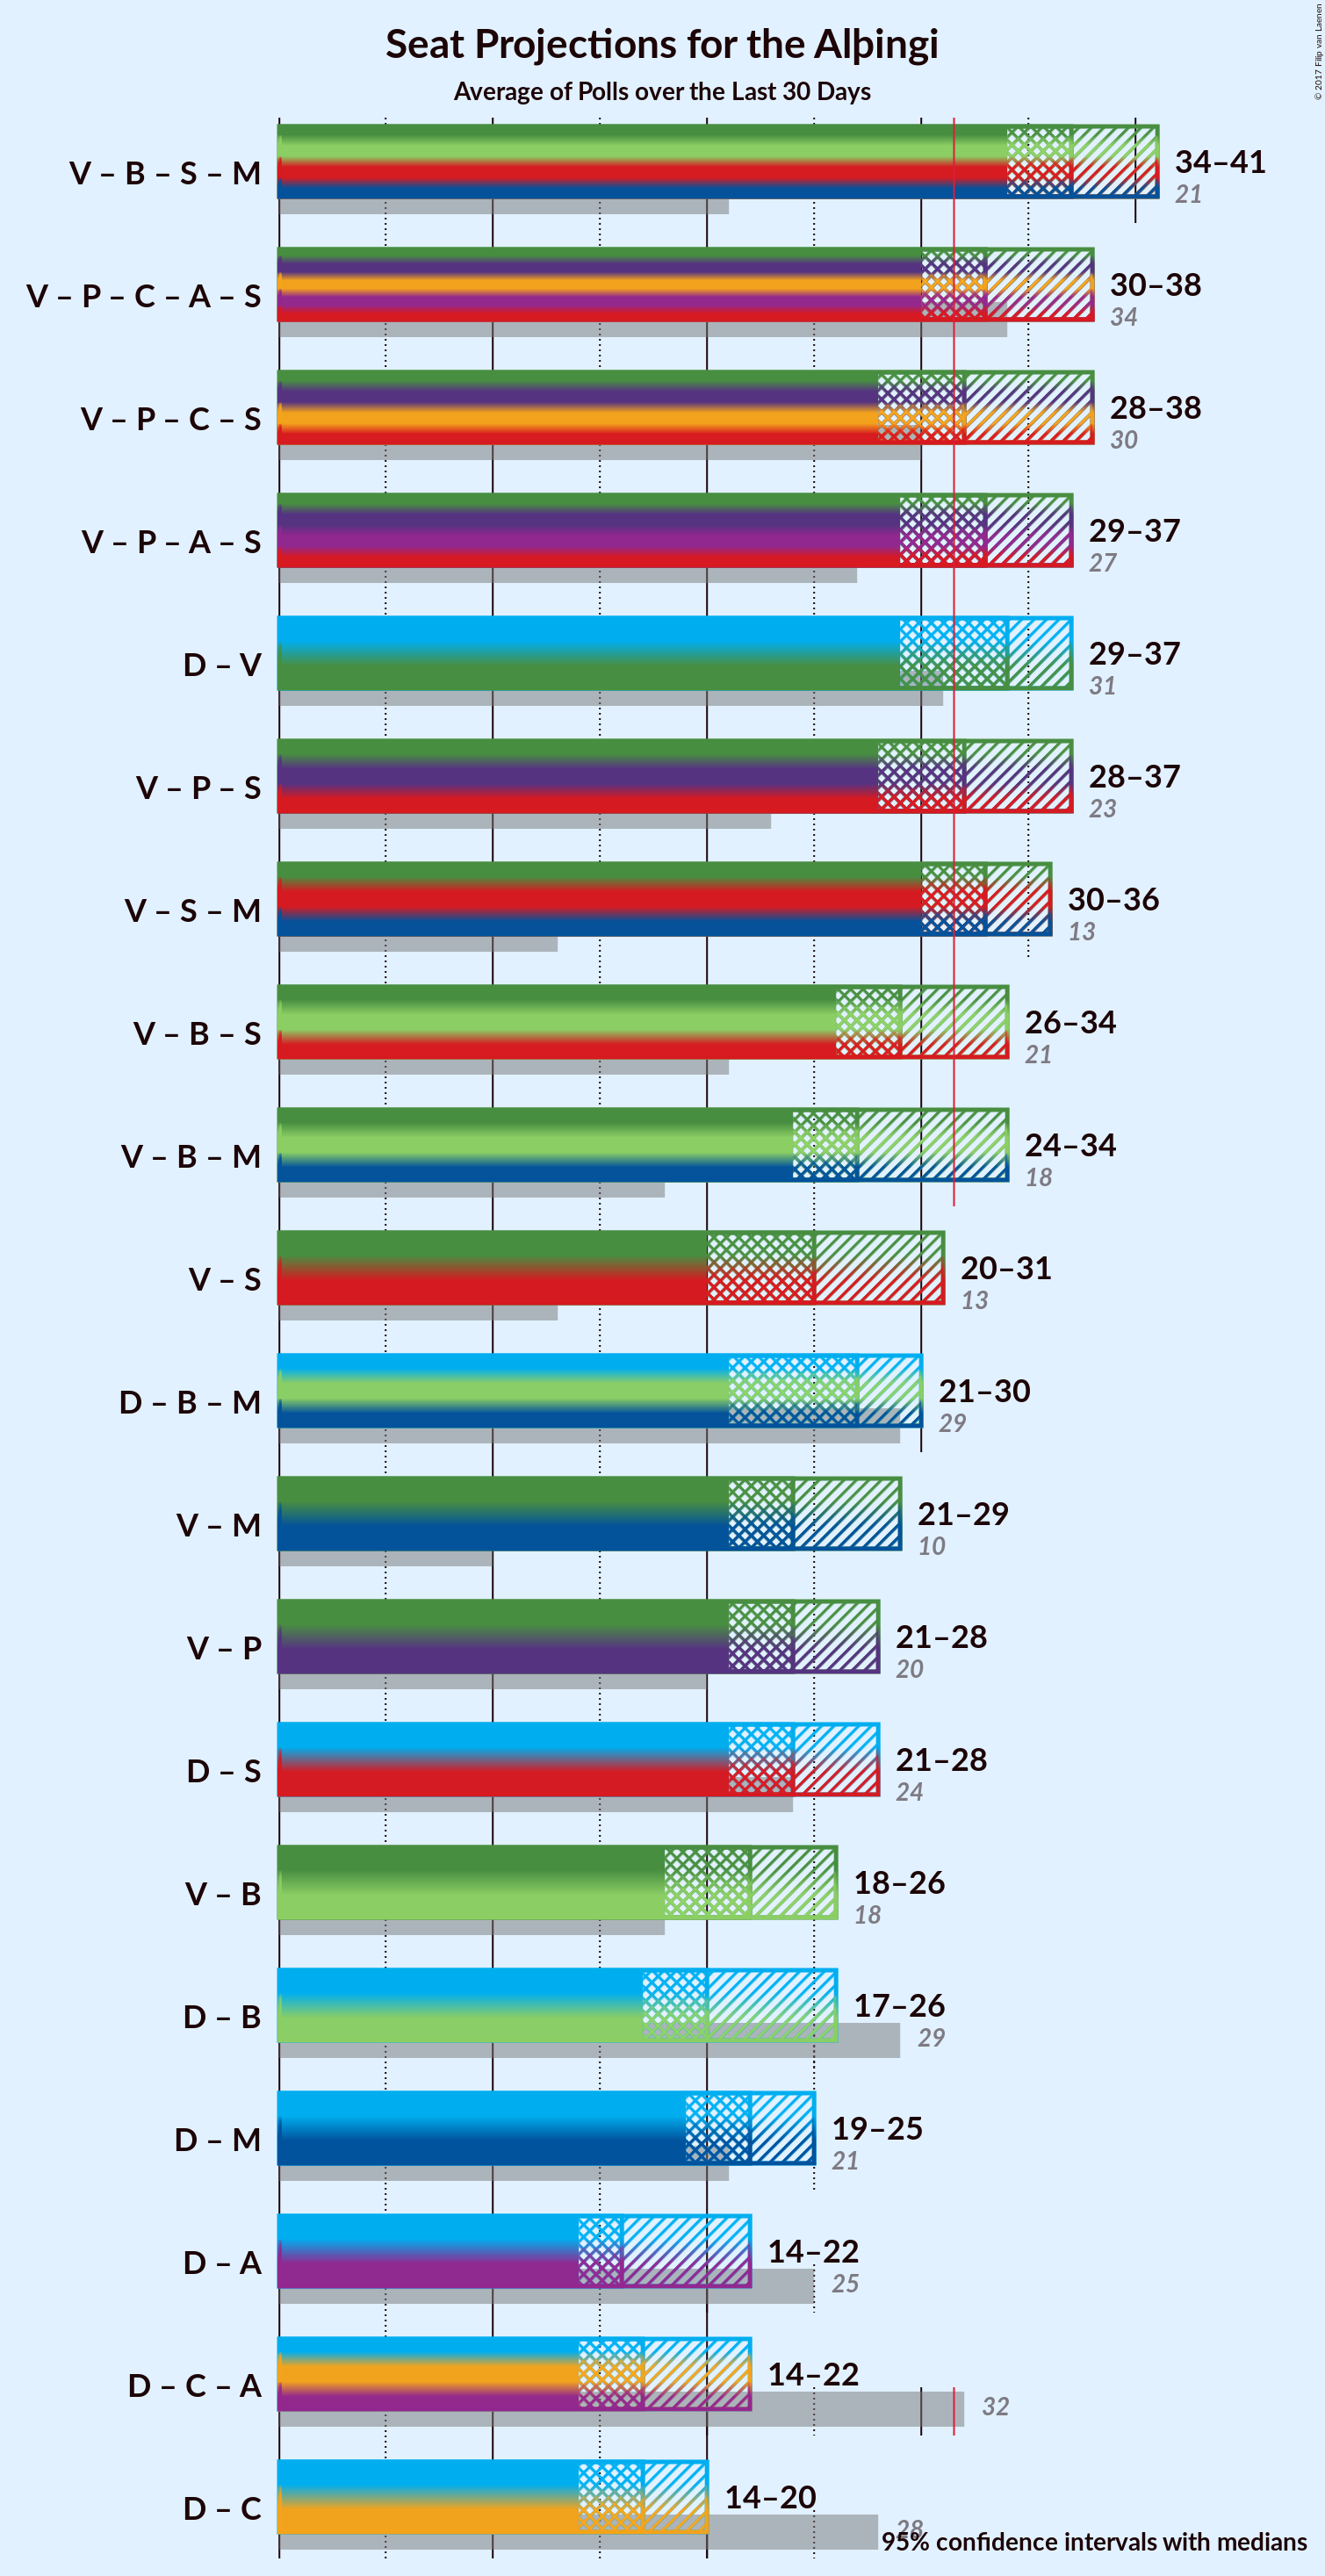 Seat Projections for the Alþingi
Average of Polls over the Last 30 Days
© 2017 Filip van Laenen
V – B – S – M
34–41
21
V – P – C – A – S
30–38
34
V – P – C – S
28–38
30
V – P – A – S
29–37
27
D – V
29–37
31
V – P – S
28–37
23
V – S – M
30–36
13
V – B – S
26–34
21
V – B – M
24–34
18
V – S
20–31
13
D – B – M
21–30
29
V – M
21–29
10
V – P
21–28
20
D – S
21–28
24
V – B
18–26
18
D – B
17–26
29
D – M
19–25
21
D – A
14–22
25
D – C – A
14–22
32
D – C
14–20
28
95% confidence intervals with medians